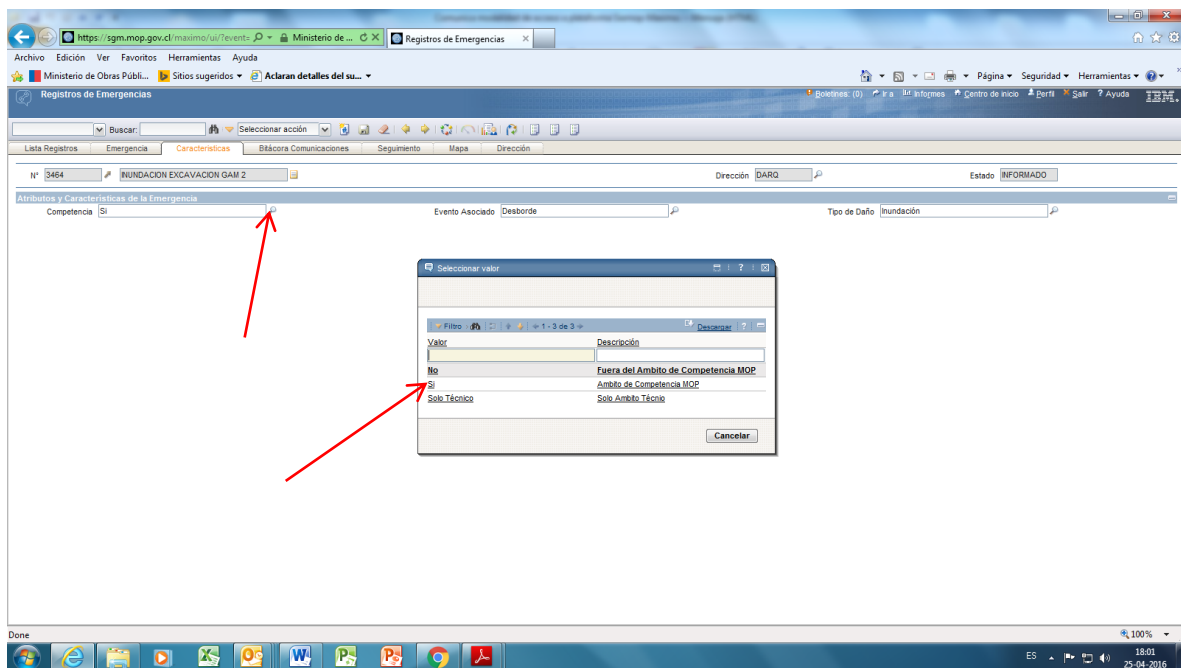 https://sgm.mop.gov.cl/maximo/ui/?event= Ministerio de ... Registros de Emergencias
Archivo Edición Ver Favoritos Herramientas Ayuda
Ministerio de Obras Públi... Sitios sugeridos Aclaran detalles del su... Página Seguridad Herramientas
Registros de Emergencias Boletines: (0) Ir a Informes Centro de inicio Perfil Salir ? Ayuda IBM.
Buscar: Seleccionar acción
Lista Registros Emergencia Características Bitácora Comunicaciones Seguimiento Mapa Dirección
N° 3464 INUNDACION EXCAVACION GAM 2 Dirección DARQ Estado INFORMADO
Atributos y Características de la Emergencia
Competencia Si Evento Asociado Desborde Tipo de Daño Inundación
Seleccionar valor ?
Filtro 1 - 3 de 3 Descargar ?
Valor Descripción
No Fuera del Ambito de Competencia MOP
Si Ambito de Competencia MOP
Solo Técnico Solo Ambito Técnio
Cancelar
Done 100%
ES 18:01
25-04-2016